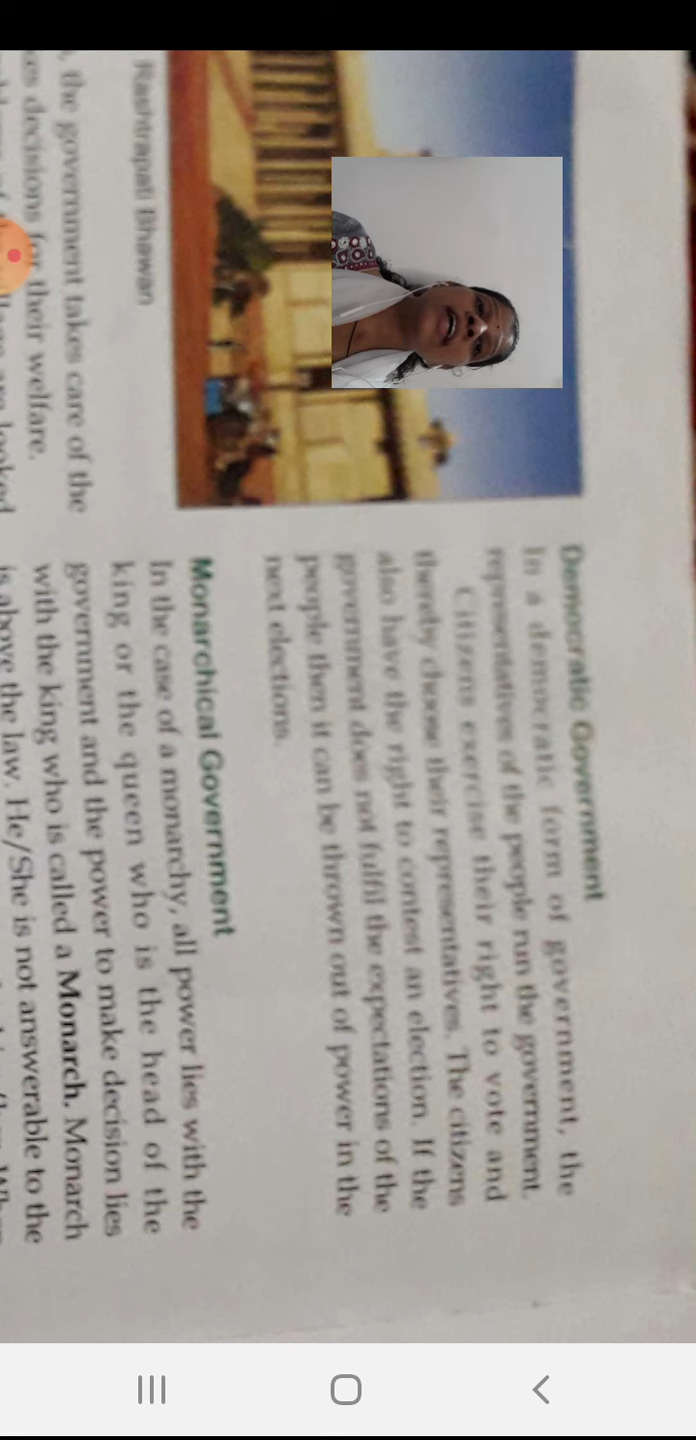 Rashtrapati Bhawan
, the government takes care of the
es decisions for their welfare.
looked
Democratic Government
In a democratic form of government, the
representatives of the people run the government.
Citizens exercise their right to vote and
thereby choose their representatives. The citizens
also have the right to contest an election. If the
government does not fulfil the expectations of the
people then it can be thrown out of power in the
next elections.
Monarchical Government
In the case of a monarchy, all power lies with the
king or the queen who is the head of the
government and the power to make decision lies
with the king who is called a Monarch. Monarch
is above the law. He/She is not answerable to the